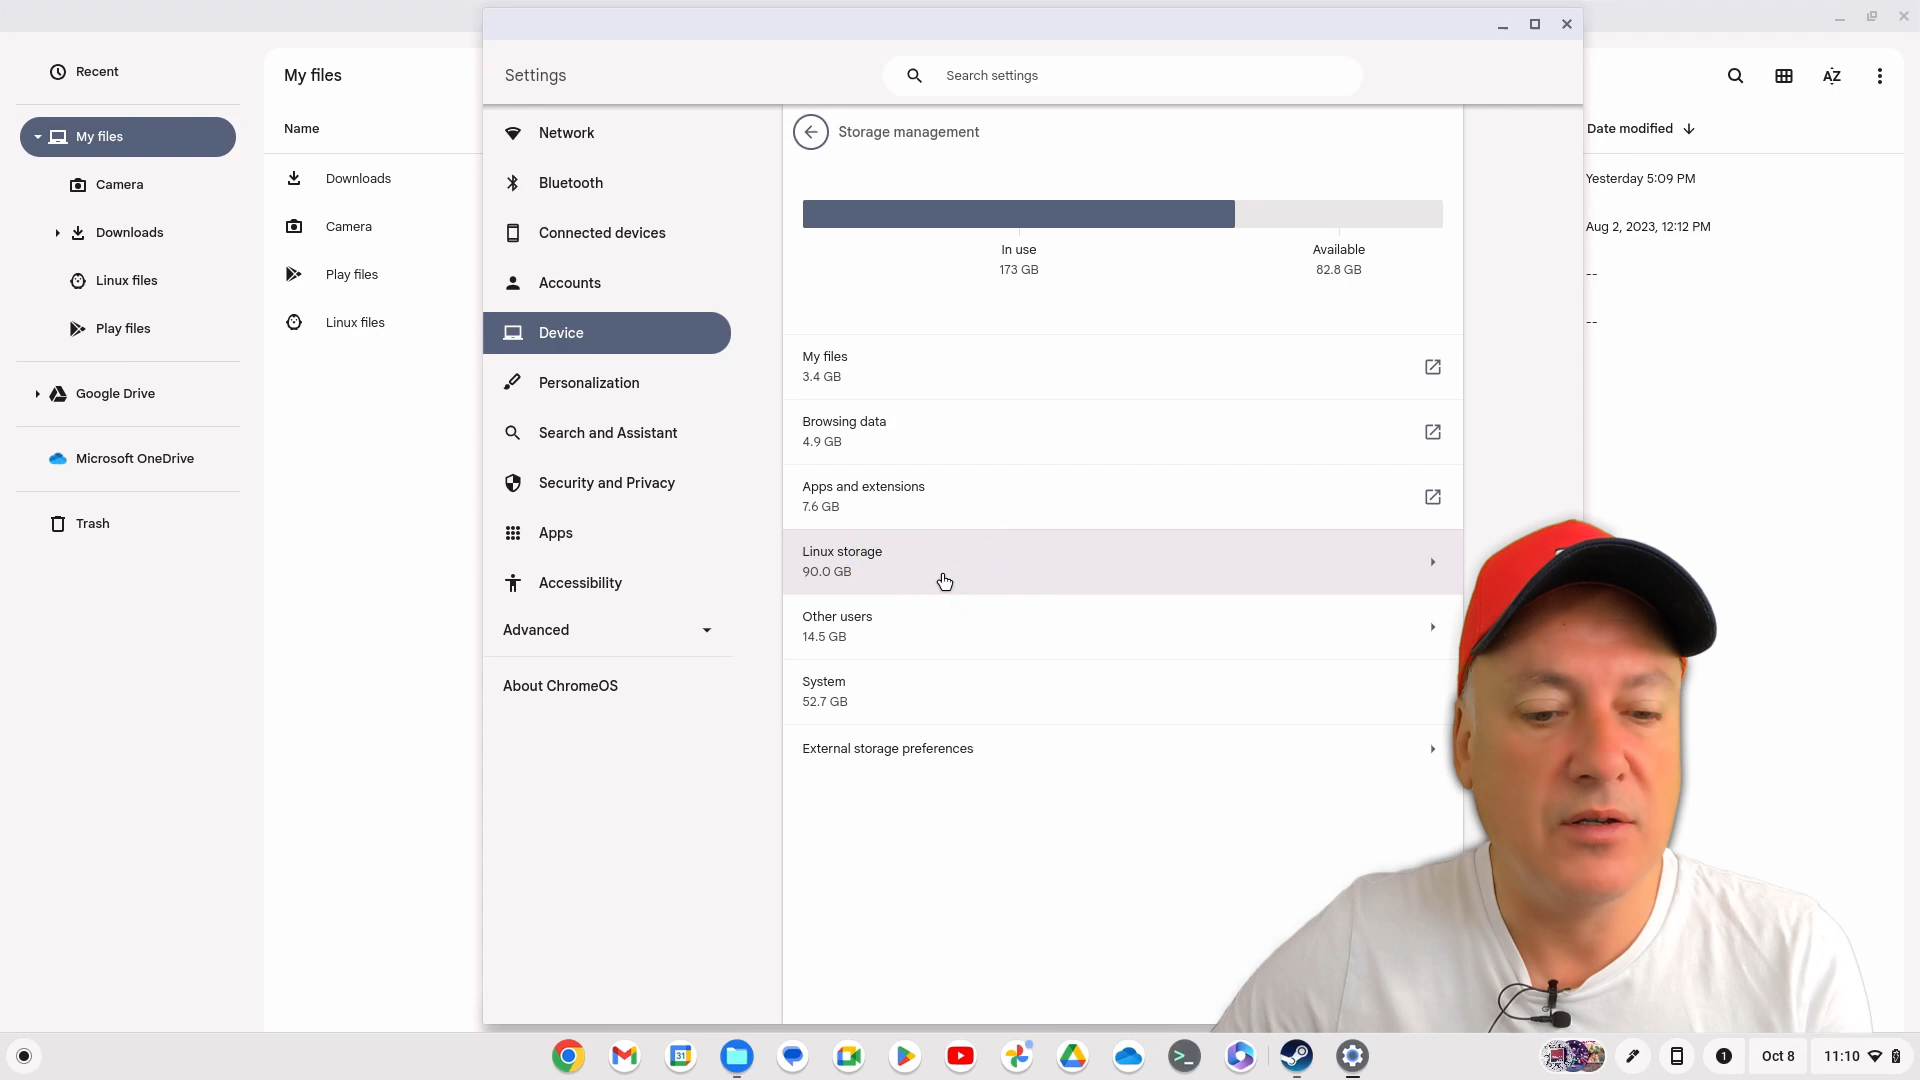 Recent
My files
Camera
Downloads
Linux files
Play files
Google Drive
Microsoft OneDrive
Trash
My files
Name
Downloads
Camera
Play files
Linux files
Settings
Search settings
Network
Bluetooth
Connected devices
Accounts
Device
Personalization
Search and Assistant
Security and Privacy
Apps
Accessibility
Advanced
About ChromeOS
Storage management
In use
173 GB
Available
82.8 GB
My files
3.4 GB
Browsing data
4.9 GB
Apps and extensions
7.6 GB
Linux storage
90.0 GB
Other users
14.5 GB
System
52.7 GB
External storage preferences
AZ
Date modified
Yesterday 5:09 PM
Aug 2, 2023, 12:12 PM
--
--
31
>_
1
Oct 8
11:10